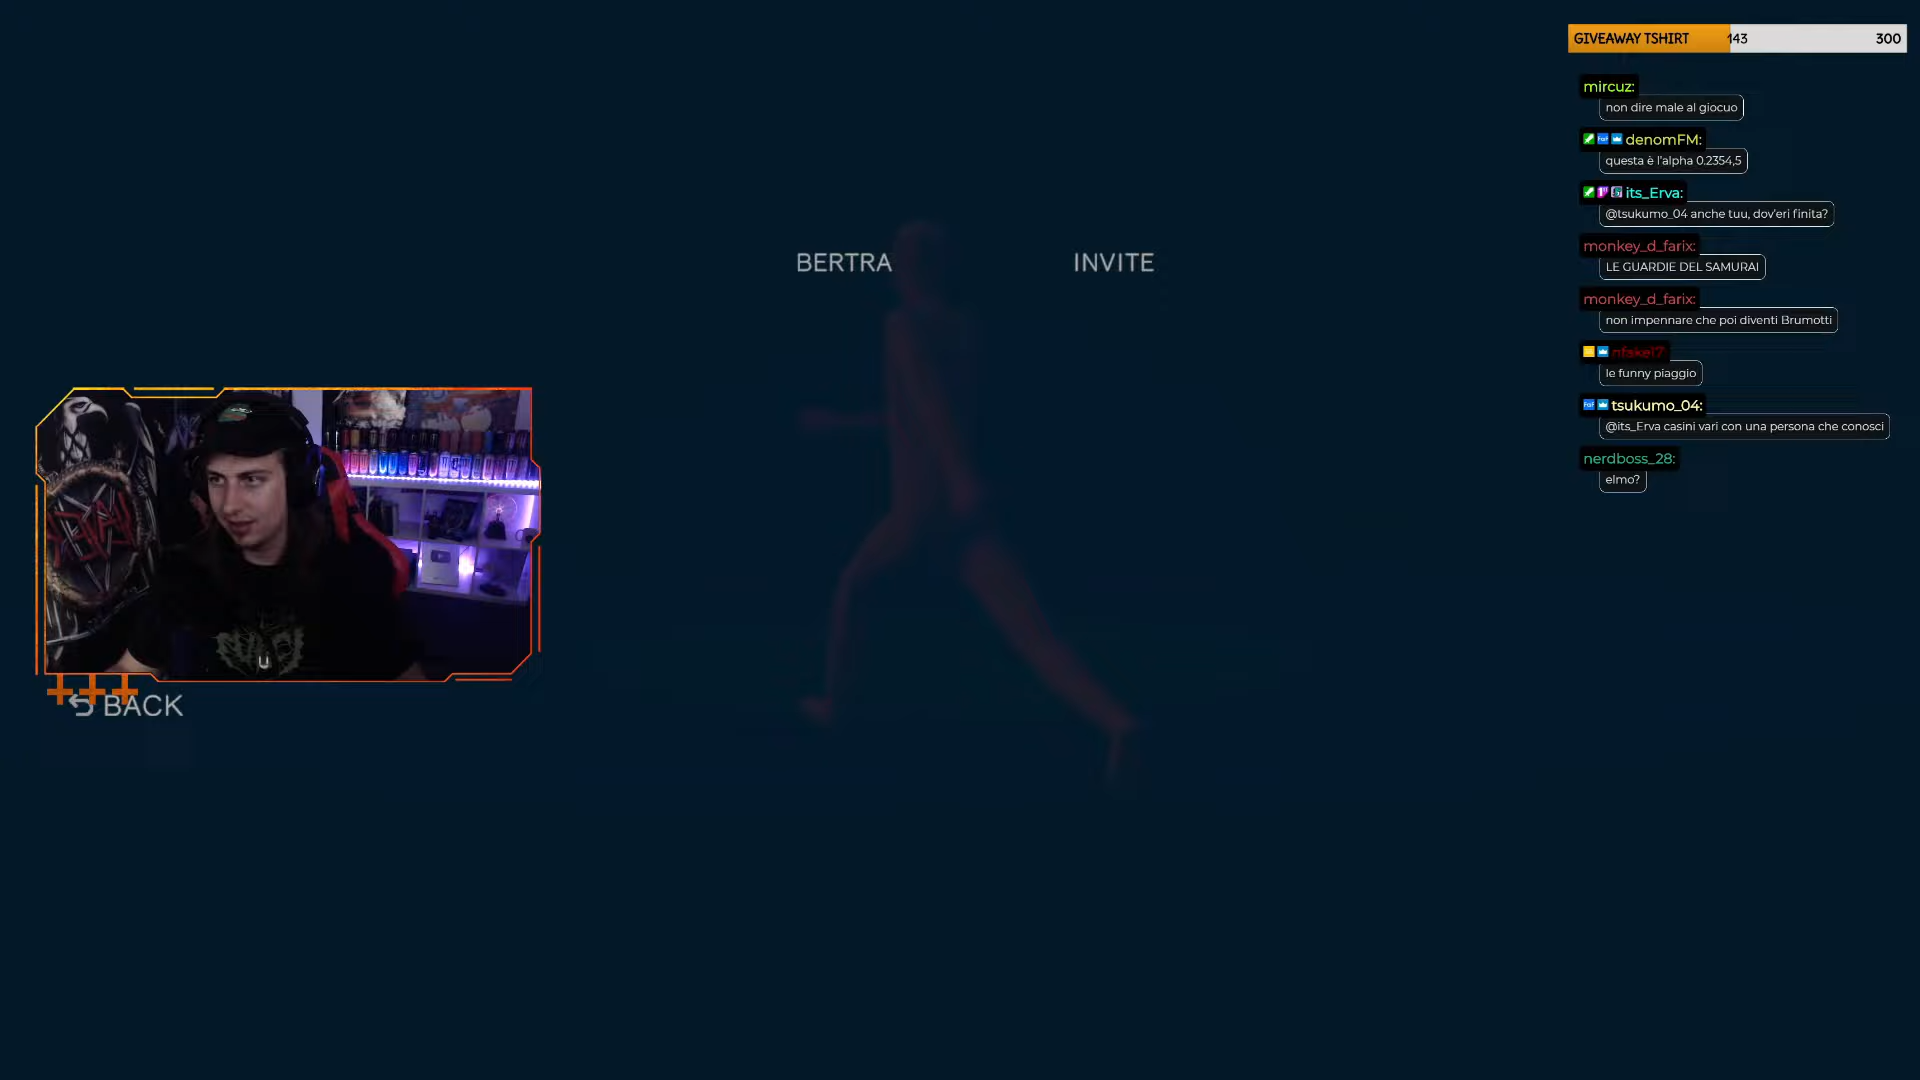 GIVEAWAY TSHIRT 143 300
mircuz:
non dire male al giocuo
denomFM:
questa è l'alpha 0.2354,5
its_Erva:
@tsukumo_04 anche tuu, dov'eri finita?
monkey_d_farix:
LE GUARDIE DEL SAMURAI
monkey_d_farix:
non impennare che poi diventi Brumotti
nfske17:
le funny piaggio
tsukumo_04:
@its_Erva casini vari con una persona che conosci
nerdboss_28:
elmo?
BERTRA INVITE
BACK